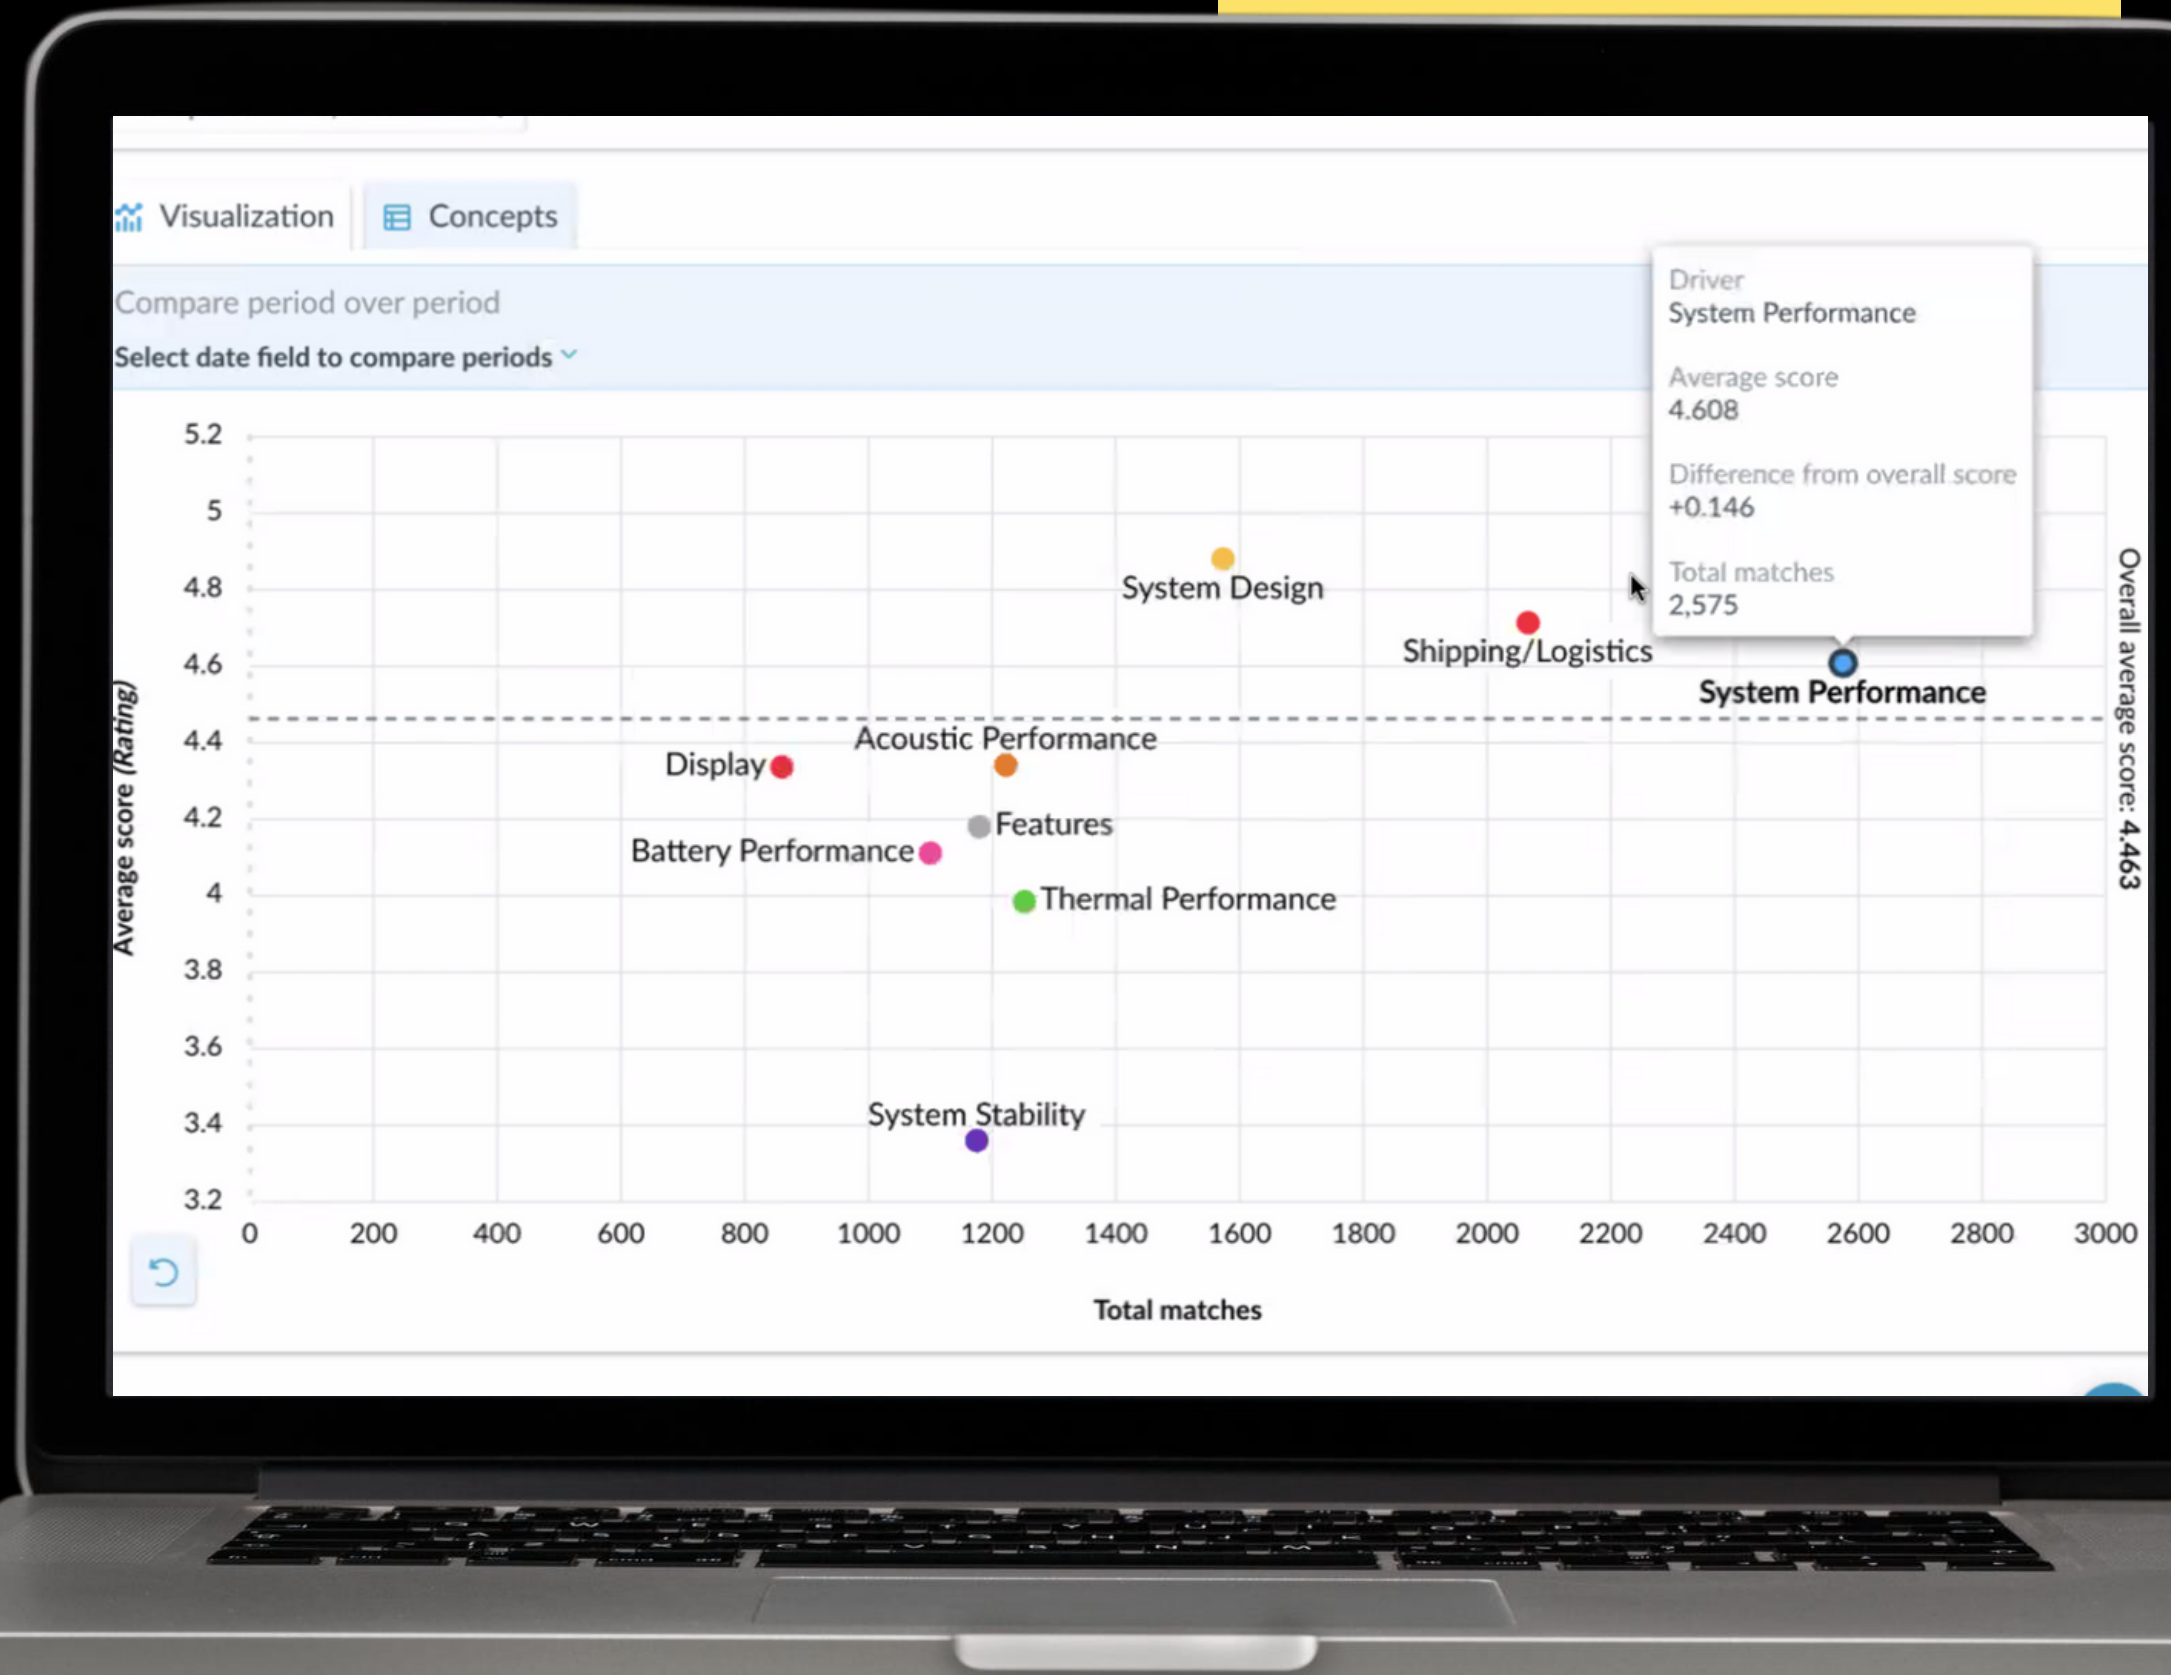 Visualization
Concepts
Compare period over period
Select date field to compare periods
Driver
System Performance
Average score
4.608
Difference from overall score
+0.146
Total matches
2,575
5.2
5
4.8
4.6
4.4
4.2
4
3.8
3.6
3.4
3.2
Average score (Rating)
System Design
Shipping/Logistics
System Performance
Acoustic Performance
Display
Features
Battery Performance
Thermal Performance
System Stability
Overall average score: 4.463
0 200 400 600 800 1000 1200 1400 1600 1800 2000 2200 2400 2600 2800 3000
Total matches